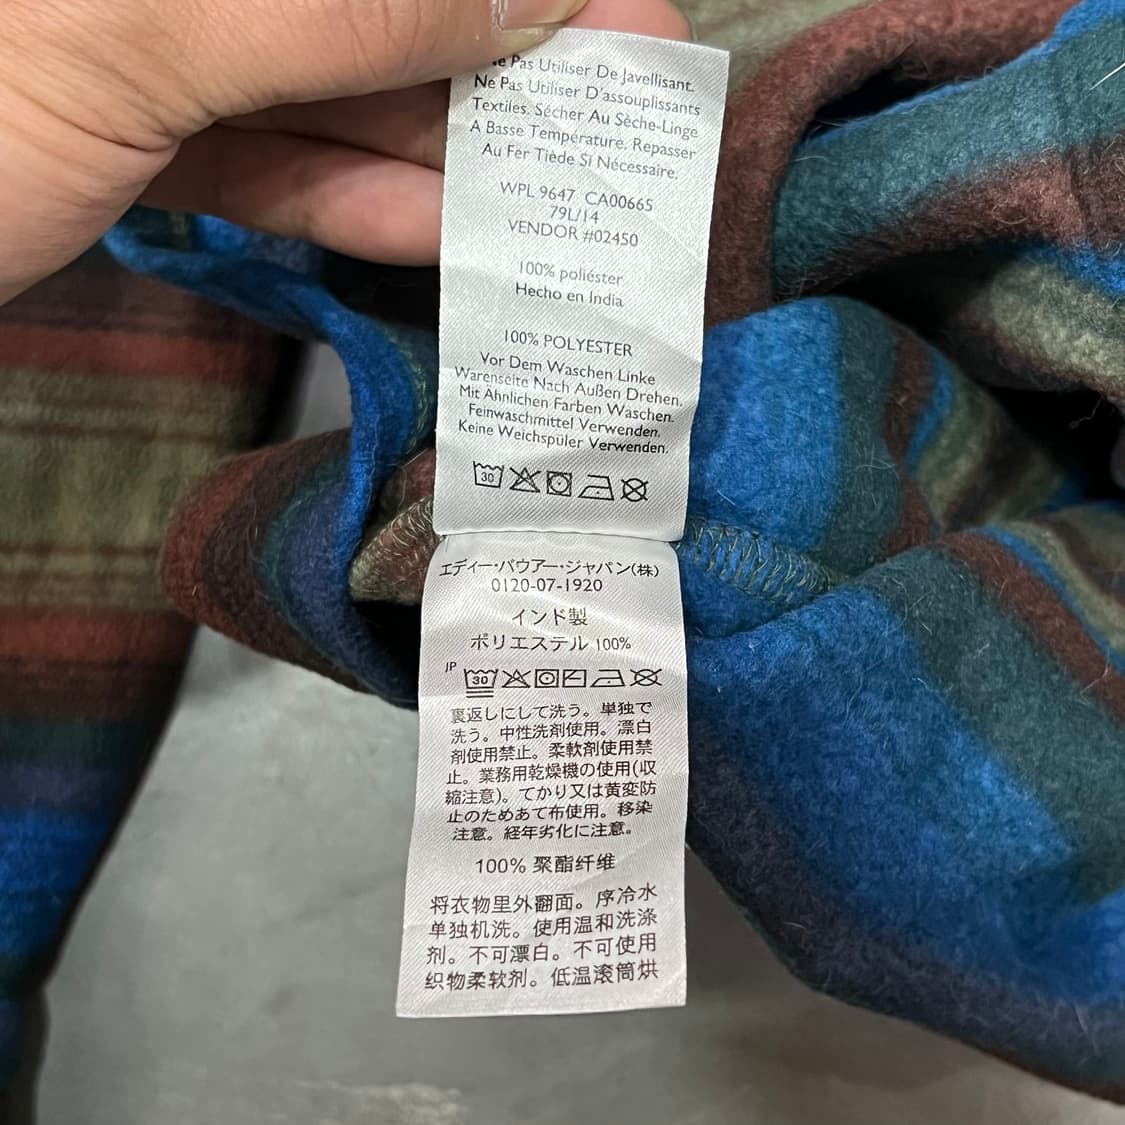 Pas Utiliser De Javellisant.
Ne Pas Utiliser D'assouplissants
Textiles. Sécher Au Sèche-Linge
A Basse Température. Repasser
Au Fer Tiède Si Nécessaire.
WPL 9647 CA00665
79L/14
VENDOR #02450
100% poliéster
Hecho en India
100% POLYESTER
Vor Dem Waschen Linke
Warenseite Nach Außen Drehen.
Mit Ähnlichen Farben Waschen.
Feinwaschmittel Verwenden.
Keine Weichspüler Verwenden.
30
エディー・バウアー・ジャパン(株)
0120-07-1920
インド製
ポリエステル 100%
JP 30
裏返しにして洗う。単独で
洗う。中性洗剤使用。漂白
剤使用禁止。柔軟剤使用禁
止。業務用乾燥機の使用(収
縮注意)。てかり又は黄変防
止のためあて布使用。移染
注意。経年劣化に注意。
100% 聚酯纤维
将衣物里外翻面。序冷水
单独机洗。使用温和洗涤
剂。不可漂白。不可使用
织物柔软剂。低温滚筒烘